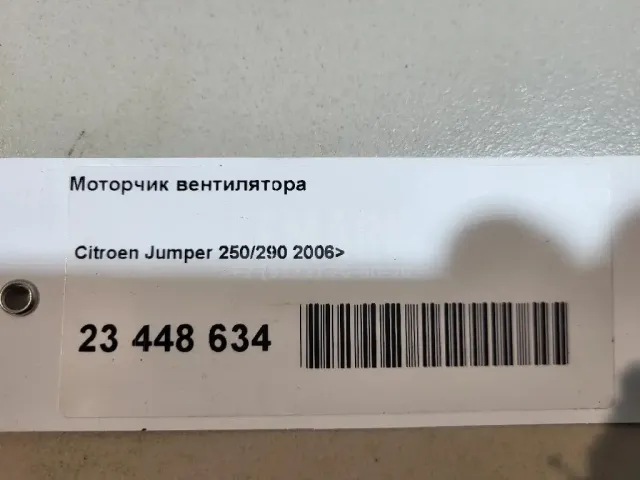 Моторчик вентилятора
Citroen Jumper 250/290 2006>
23 448 634